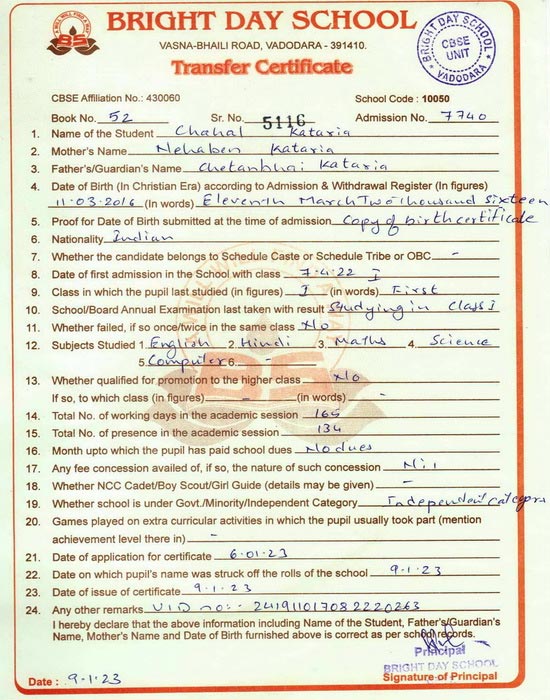 BRIGHT DAY SCHOOL
VASNA-BHAILI ROAD, VADODARA - 391410.
Transfer Certificate
BRIGHT DAY SCHOOL
CBSE
UNIT
VADODARA
CBSE Affiliation No.: 430060 School Code : 10050
Book No. 52 Sr. No. 5116 Admission No. 7740
1. Name of the Student Chahal Kataria
2. Mother's Name Nehaben Kataria
3. Father's/Guardian's Name Chetanbhai Kataria
4. Date of Birth (In Christian Era) according to Admission & Withdrawal Register (In figures)
11-03-2016 (In words) Eleventh March Two thousand sixteen
5. Proof for Date of Birth submitted at the time of admission Copy of birth certificate
6. Nationality Indian
7. Whether the candidate belongs to Schedule Caste or Schedule Tribe or OBC -
8. Date of first admission in the School with class 7-4-22 I
9. Class in which the pupil last studied (in figures) I (in words) First
10. School/Board Annual Examination last taken with result Studying in class I
11. Whether failed, if so once/twice in the same class No
12. Subjects Studied 1. English 2. Hindi 3. Maths 4. Science
5. Computer 6. -
13. Whether qualified for promotion to the higher class No
If so, to which class (in figures) - (in words) -
14. Total No. of working days in the academic session 165
15. Total No. of presence in the academic session 134
16. Month upto which the pupil has paid school dues No dues
17. Any fee concession availed of, if so, the nature of such concession Nil
18. Whether NCC Cadet/Boy Scout/Girl Guide (details may be given) -
19. Whether school is under Govt./Minority/Independent Category Independent category
20. Games played on extra curricular activities in which the pupil usually took part (mention
achievement level there in) -
21. Date of application for certificate 6-01-23
22. Date on which pupil's name was struck off the rolls of the school 9-1-23
23. Date of issue of certificate 9-1-23
24. Any other remarks UID no:- 241911017082220263
I hereby declare that the above information including Name of the Student, Father's/Guardian's
Name, Mother's Name and Date of Birth furnished above is correct as per school records.
Principal
BRIGHT DAY SCHOOL
Date : 9-1-23 Signature of Principal